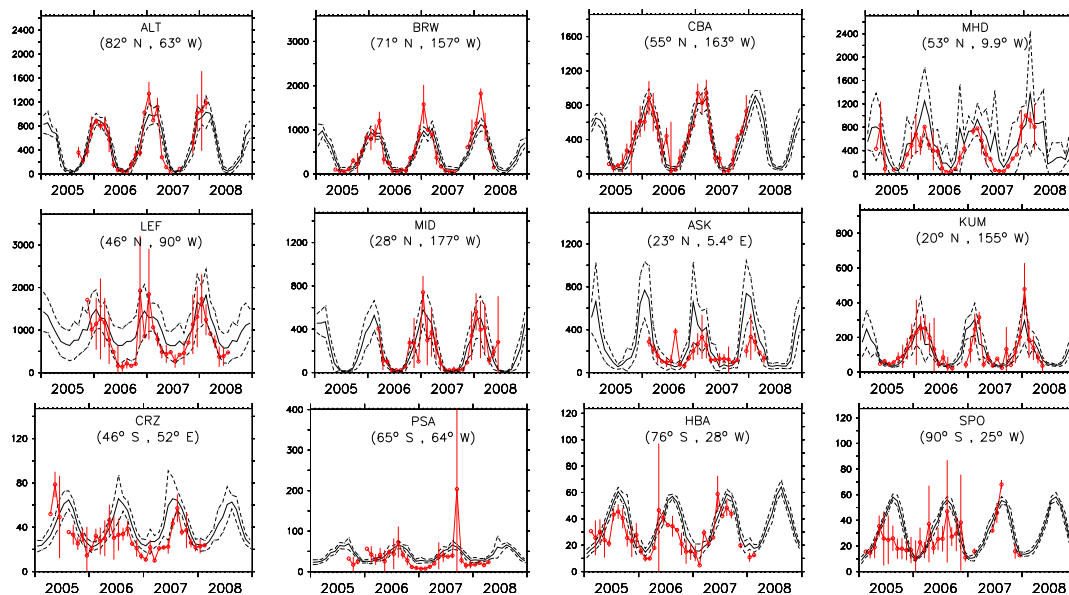 ALT
(82° N , 63° W)
2400
2000
1600
1200
800
400
0
2005 2006 2007 2008
BRW
(71° N , 157° W)
3000
2000
1000
0
2005 2006 2007 2008
CBA
(55° N , 163° W)
1600
1200
800
400
0
2005 2006 2007 2008
MHD
(53° N , 9.9° W)
2400
2000
1600
1200
800
400
0
2005 2006 2007 2008
LEF
(46° N , 90° W)
3000
2000
1000
0
2005 2006 2007 2008
MID
(28° N , 177° W)
1200
800
400
0
2005 2006 2007 2008
ASK
(23° N , 5.4° E)
1200
800
400
0
2005 2006 2007 2008
KUM
(20° N , 155° W)
800
600
400
200
0
2005 2006 2007 2008
CRZ
(46° S , 52° E)
120
80
40
0
2005 2006 2007 2008
PSA
(65° S , 64° W)
400
300
200
100
0
2005 2006 2007 2008
HBA
(76° S , 28° W)
120
100
80
60
40
20
0
2005 2006 2007 2008
SPO
(90° S , 25° W)
120
100
80
60
40
20
0
2005 2006 2007 2008